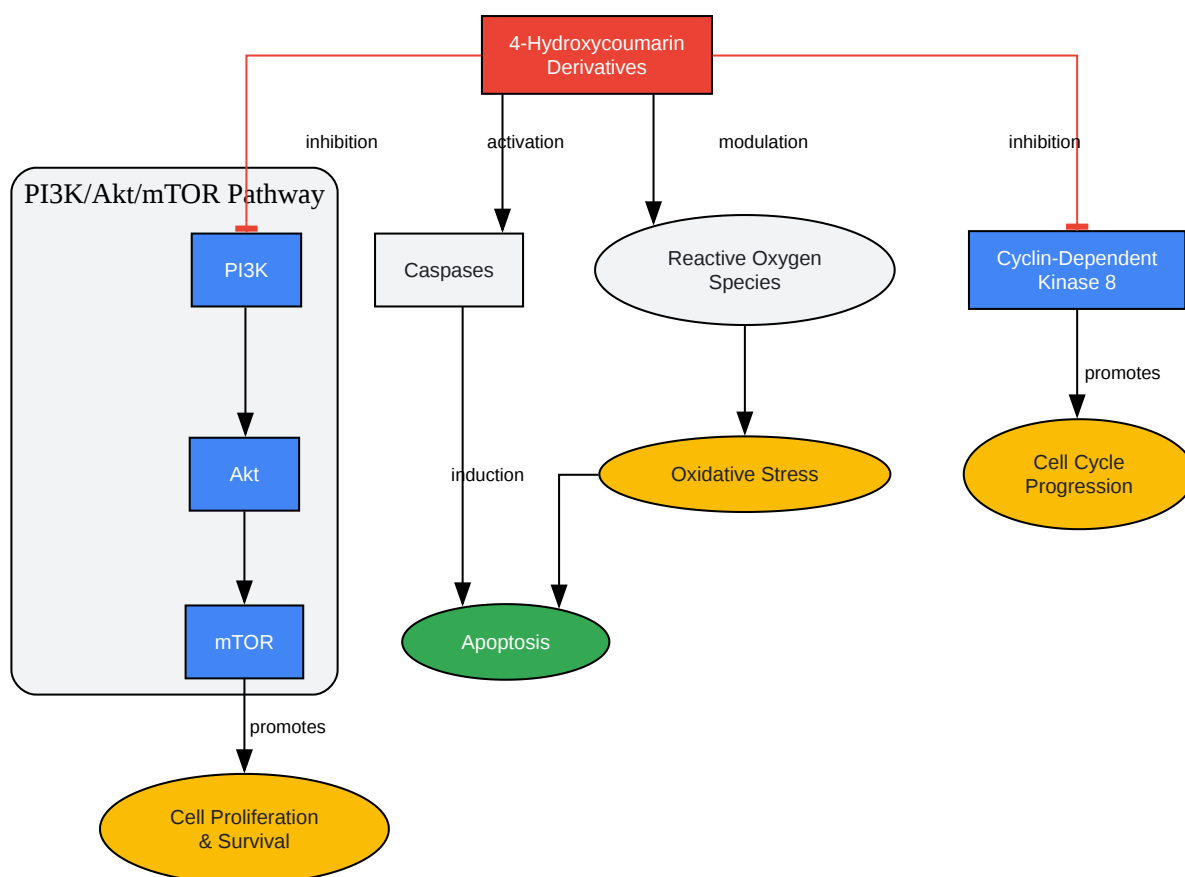 4-Hydroxycoumarin
Derivatives
inhibition
activation
modulation
inhibition
PI3K/Akt/mTOR Pathway
PI3K
Caspases
Reactive Oxygen
Species
Cyclin-Dependent
Kinase 8
promotes
Akt
induction
Oxidative Stress
Cell Cycle
Progression
mTOR
Apoptosis
promotes
Cell Proliferation
& Survival